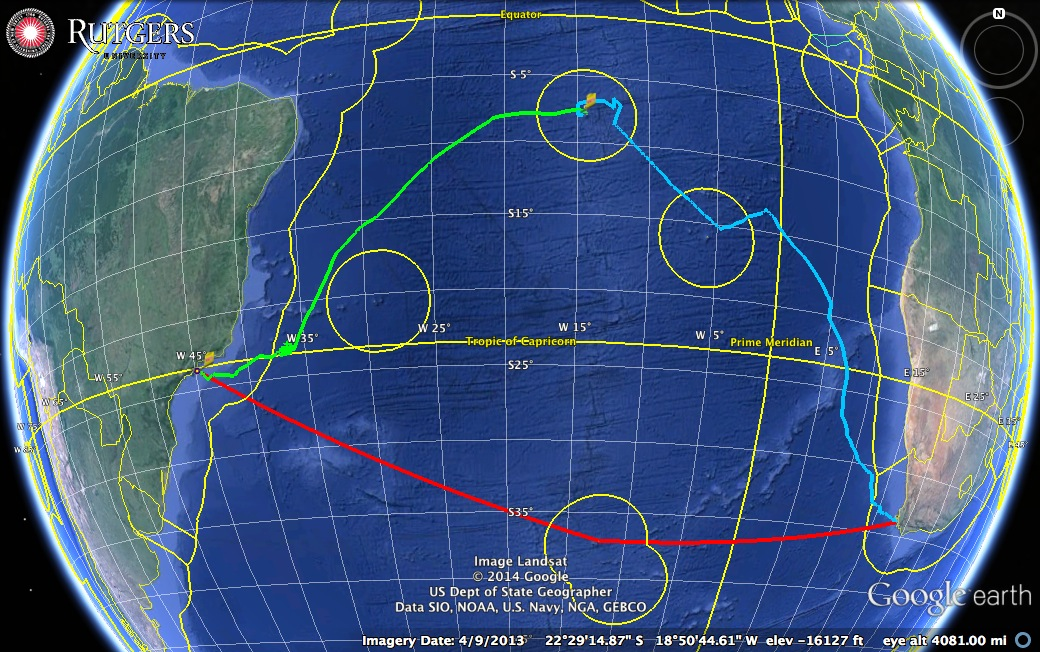 Equator
N
RUTGERS
UNIVERSITY
S 5°
S15°
W 35°
W 25°
W 15°
W 5°
Tropic of Capricorn
Prime Meridian
E 5°
W 45°
S25°
W 55°
E 15°
E 25°
S35°
Image Landsat
© 2014 Google
US Dept of State Geographer
Data SIO, NOAA, U.S. Navy, NGA, GEBCO
Google earth
Imagery Date: 4/9/2013
22°29'14.87" S
18°50'44.61" W
elev -16127 ft
eye alt 4081.00 mi